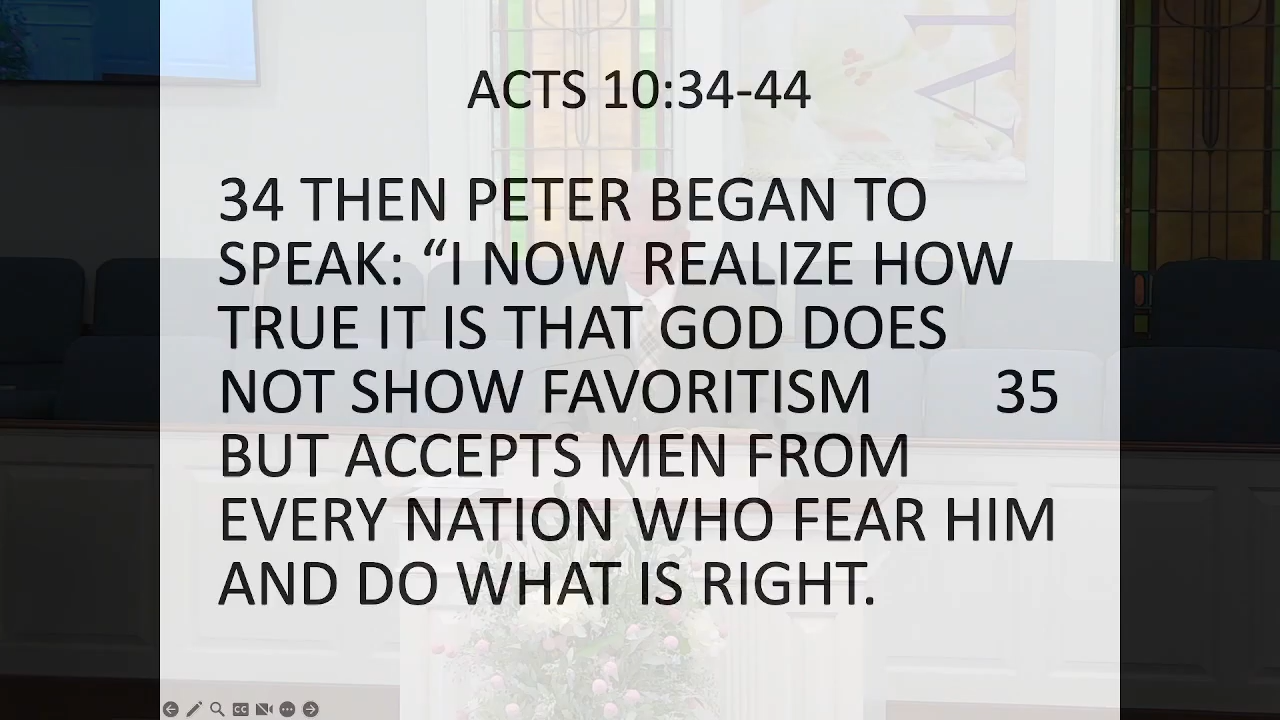 ACTS 10:34-44
34 THEN PETER BEGAN TO
SPEAK: “I NOW REALIZE HOW
TRUE IT IS THAT GOD DOES
NOT SHOW FAVORITISM 35
BUT ACCEPTS MEN FROM
EVERY NATION WHO FEAR HIM
AND DO WHAT IS RIGHT.
CC